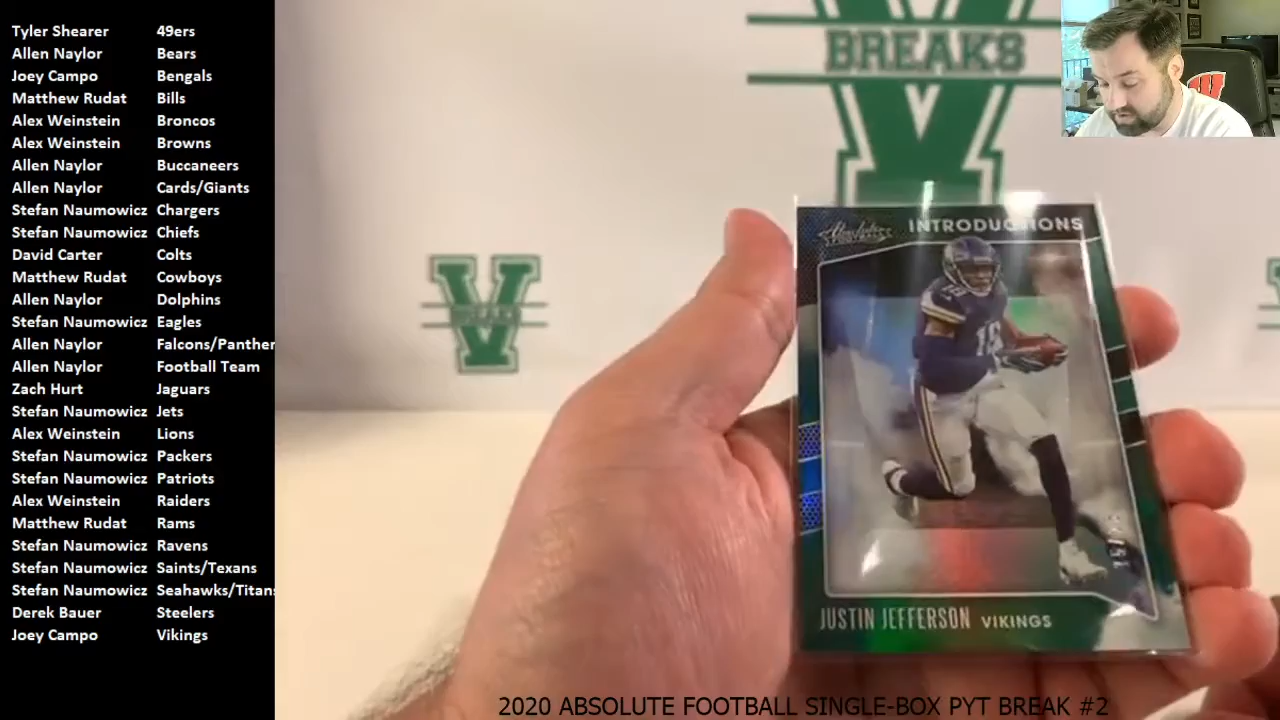 Tyler Shearer 49ers
Allen Naylor Bears
Joey Campo Bengals
Matthew Rudat Bills
Alex Weinstein Broncos
Alex Weinstein Browns
Allen Naylor Buccaneers
Allen Naylor Cards/Giants
Stefan Naumowicz Chargers
Stefan Naumowicz Chiefs
David Carter Colts
Matthew Rudat Cowboys
Allen Naylor Dolphins
Stefan Naumowicz Eagles
Allen Naylor Falcons/Panther
Allen Naylor Football Team
Zach Hurt Jaguars
Stefan Naumowicz Jets
Alex Weinstein Lions
Stefan Naumowicz Packers
Stefan Naumowicz Patriots
Alex Weinstein Raiders
Matthew Rudat Rams
Stefan Naumowicz Ravens
Stefan Naumowicz Saints/Texans
Stefan Naumowicz Seahawks/Titans
Derek Bauer Steelers
Joey Campo Vikings
BREAKS
V
BREAKS
W
Absolute
FOOTBALL
INTRODUCTIONS
18
18
JUSTIN JEFFERSON VIKINGS
2020 ABSOLUTE FOOTBALL SINGLE-BOX PYT BREAK #2